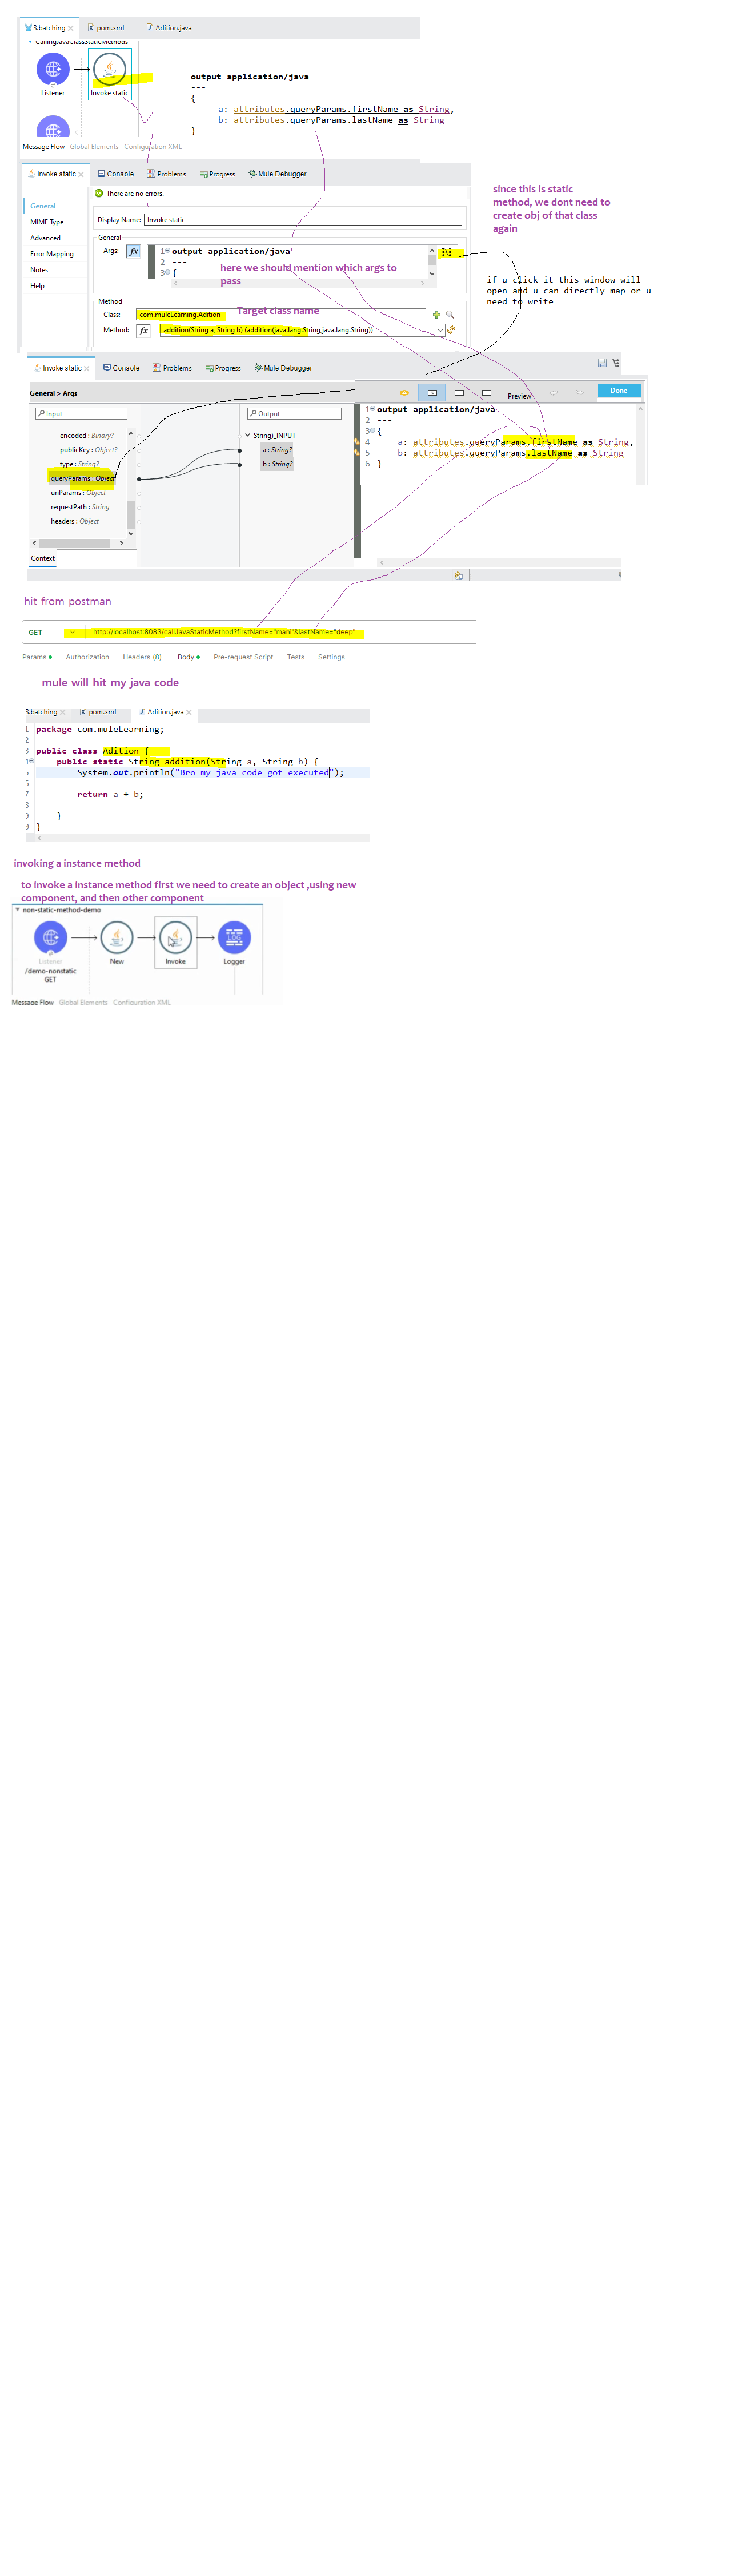 3.batching
pom.xml
Adition.java
CallingJavaClassStaticMethods
Listener
Invoke static
output application/java
---
{
a: attributes.queryParams.firstName as String,
b: attributes.queryParams.lastName as String
}
Message Flow Global Elements Configuration XML
Invoke static Console Problems Progress Mule Debugger
There are no errors.
General
MIME Type
Advanced
Error Mapping
Notes
Help
Display Name: Invoke static
General
Args: fx
1 output application/java
2 ---
3 {
here we should mention which args to
pass
Method
Class: com.muleLearning.Adition
Target class name
Method: fx addition(String a, String b) (addition(java.lang.String,java.lang.String))
since this is static
method, we dont need to
create obj of that class
again
if u click it this window will
open and u can directly map or u
need to write
Invoke static Console Problems Progress Mule Debugger
General > Args
Preview
Done
Input
encoded : Binary?
publicKey : Object?
type : String?
queryParams : Object
uriParams : Object
requestPath : String
headers : Object
Context
Output
String)_INPUT
a : String?
b : String?
1 output application/java
2 ---
3 {
4 a: attributes.queryParams.firstName as String,
5 b: attributes.queryParams.lastName as String
6 }
hit from postman
GET http://localhost:8083/callJavaStaticMethod?firstName="mani"&lastName="deep"
Params Authorization Headers (8) Body Pre-request Script Tests Settings
mule will hit my java code
3.batching pom.xml Adition.java
1 package com.muleLearning;
2
3 public class Adition {
public static String addition(String a, String b) {
System.out.println("Bro my java code got executed");
7 return a + b;
}
}
invoking a instance method
to invoke a instance method first we need to create an object ,using new
component, and then other component
non-static-method-demo
Listener
/demo-nonstatic
GET
New
Invoke
LOG
Logger
Message Flow Global Elements Configuration XML